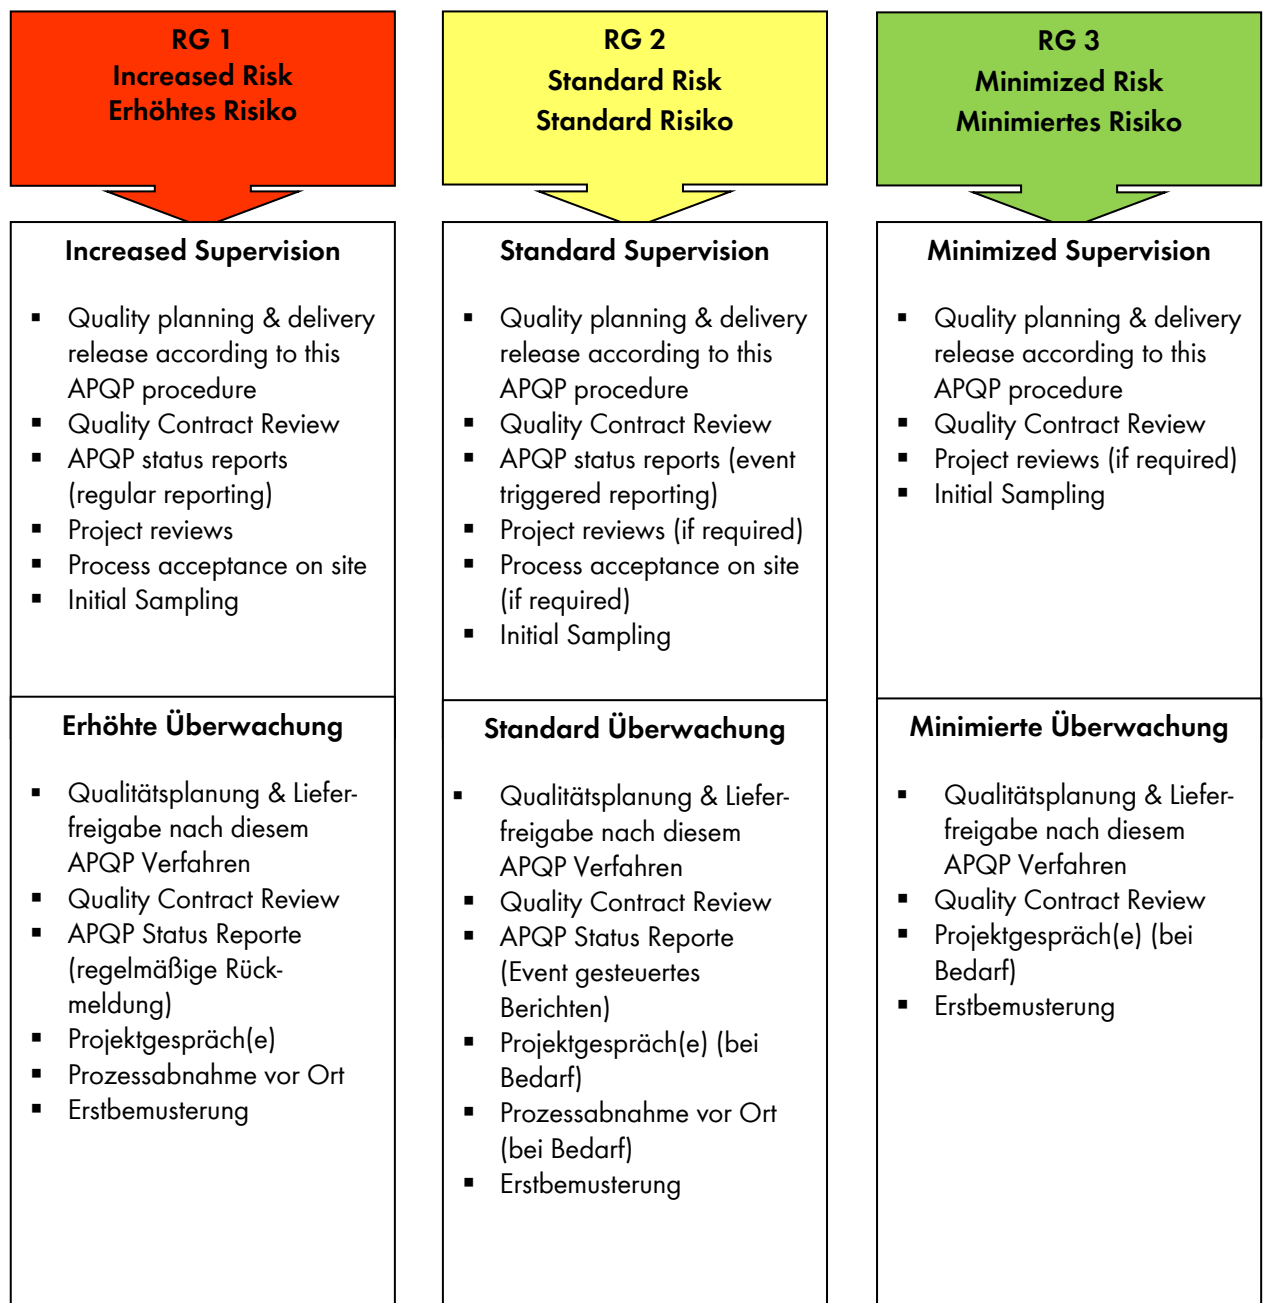 RG 1
Increased Risk
Erhöhtes Risiko
RG 2
Standard Risk
Standard Risiko
RG 3
Minimized Risk
Minimiertes Risiko
Increased Supervision
▪ Quality planning & delivery
release according to this
APQP procedure
▪ Quality Contract Review
▪ APQP status reports
(regular reporting)
▪ Project reviews
▪ Process acceptance on site
▪ Initial Sampling
Standard Supervision
▪ Quality planning & delivery
release according to this
APQP procedure
▪ Quality Contract Review
▪ APQP status reports (event
triggered reporting)
▪ Project reviews (if required)
▪ Process acceptance on site
(if required)
▪ Initial Sampling
Minimized Supervision
▪ Quality planning & delivery
release according to this
APQP procedure
▪ Quality Contract Review
▪ Project reviews (if required)
▪ Initial Sampling
Erhöhte Überwachung
▪ Qualitätsplanung & Liefer-
freigabe nach diesem
APQP Verfahren
▪ Quality Contract Review
▪ APQP Status Reporte
(regelmäßige Rück-
meldung)
▪ Projektgespräch(e)
▪ Prozessabnahme vor Ort
▪ Erstbemusterung
Standard Überwachung
▪ Qualitätsplanung & Liefer-
freigabe nach diesem
APQP Verfahren
▪ Quality Contract Review
▪ APQP Status Reporte
(Event gesteuertes
Berichten)
▪ Projektgespräch(e) (bei
Bedarf)
▪ Prozessabnahme vor Ort
(bei Bedarf)
▪ Erstbemusterung
Minimierte Überwachung
▪ Qualitätsplanung & Liefer-
freigabe nach diesem
APQP Verfahren
▪ Quality Contract Review
▪ Projektgespräch(e) (bei
Bedarf)
▪ Erstbemusterung